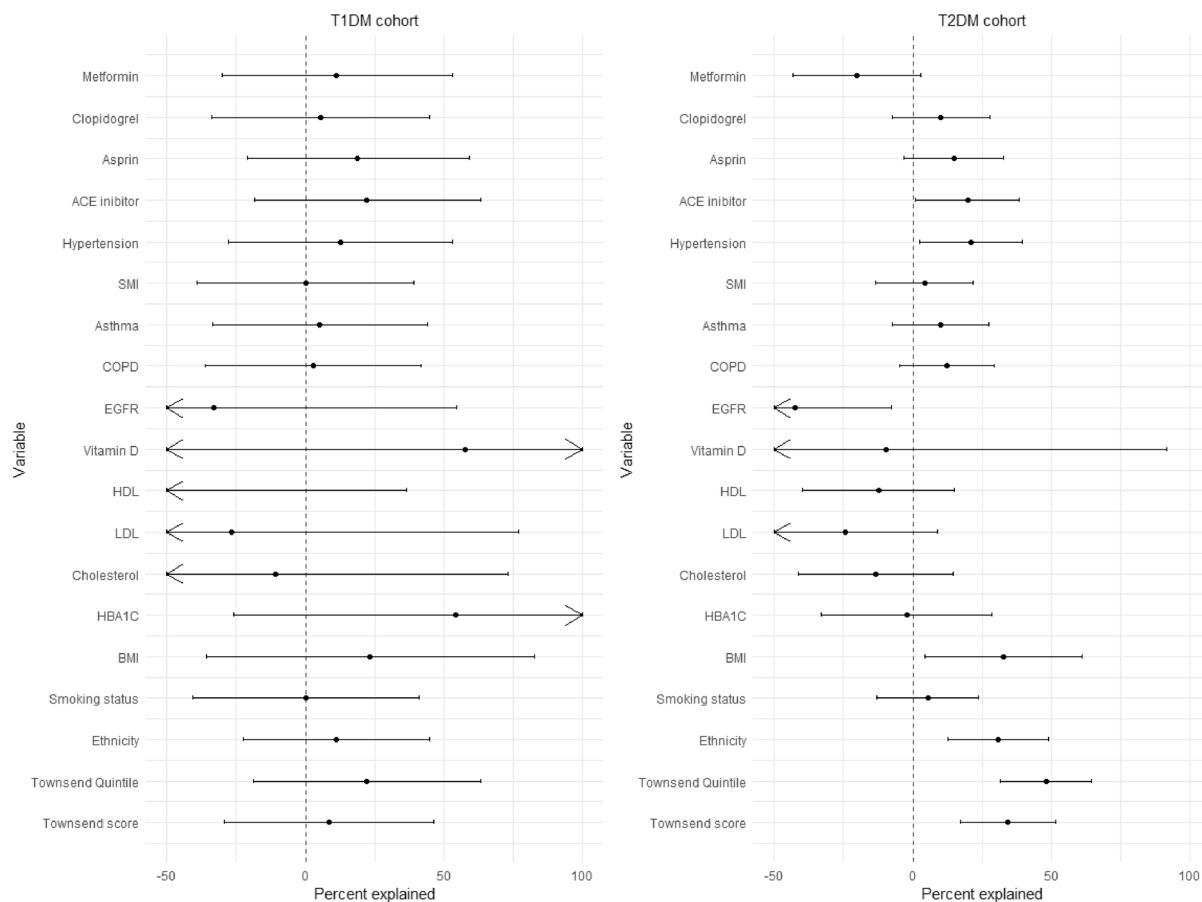 T1DM cohort
Variable
Metformin
Clopidogrel
Asprin
ACE inibitor
Hypertension
SMI
Asthma
COPD
EGFR
Vitamin D
HDL
LDL
Cholesterol
HBA1C
BMI
Smoking status
Ethnicity
Townsend Quintile
Townsend score
-50 0 50 100
Percent explained
T2DM cohort
Variable
Metformin
Clopidogrel
Asprin
ACE inibitor
Hypertension
SMI
Asthma
COPD
EGFR
Vitamin D
HDL
LDL
Cholesterol
HBA1C
BMI
Smoking status
Ethnicity
Townsend Quintile
Townsend score
-50 0 50 100
Percent explained